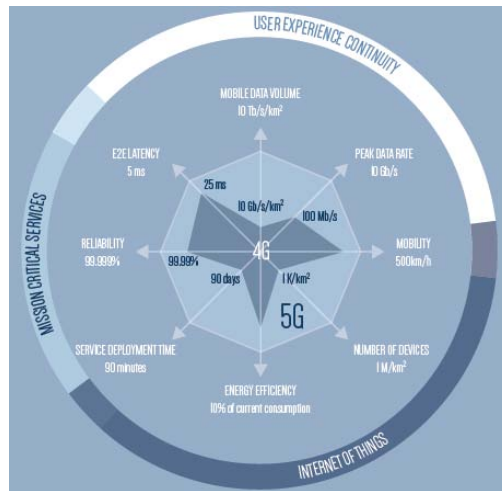 USER EXPERIENCE CONTINUITY
MOBILE DATA VOLUME
10 Tb/s/km²
E2E LATENCY
5 ms
PEAK DATA RATE
10 Gb/s
25 ms
10 Gb/s/km²
100 Mb/s
MISSION CRITICAL SERVICES
RELIABILITY
99.999%
99.99%
4G
MOBILITY
500km/h
90 days
1 K/km²
5G
SERVICE DEPLOYMENT TIME
90 minutes
NUMBER OF DEVICES
1 M/km²
ENERGY EFFICIENCY
10% of current consumption
INTERNET OF THINGS